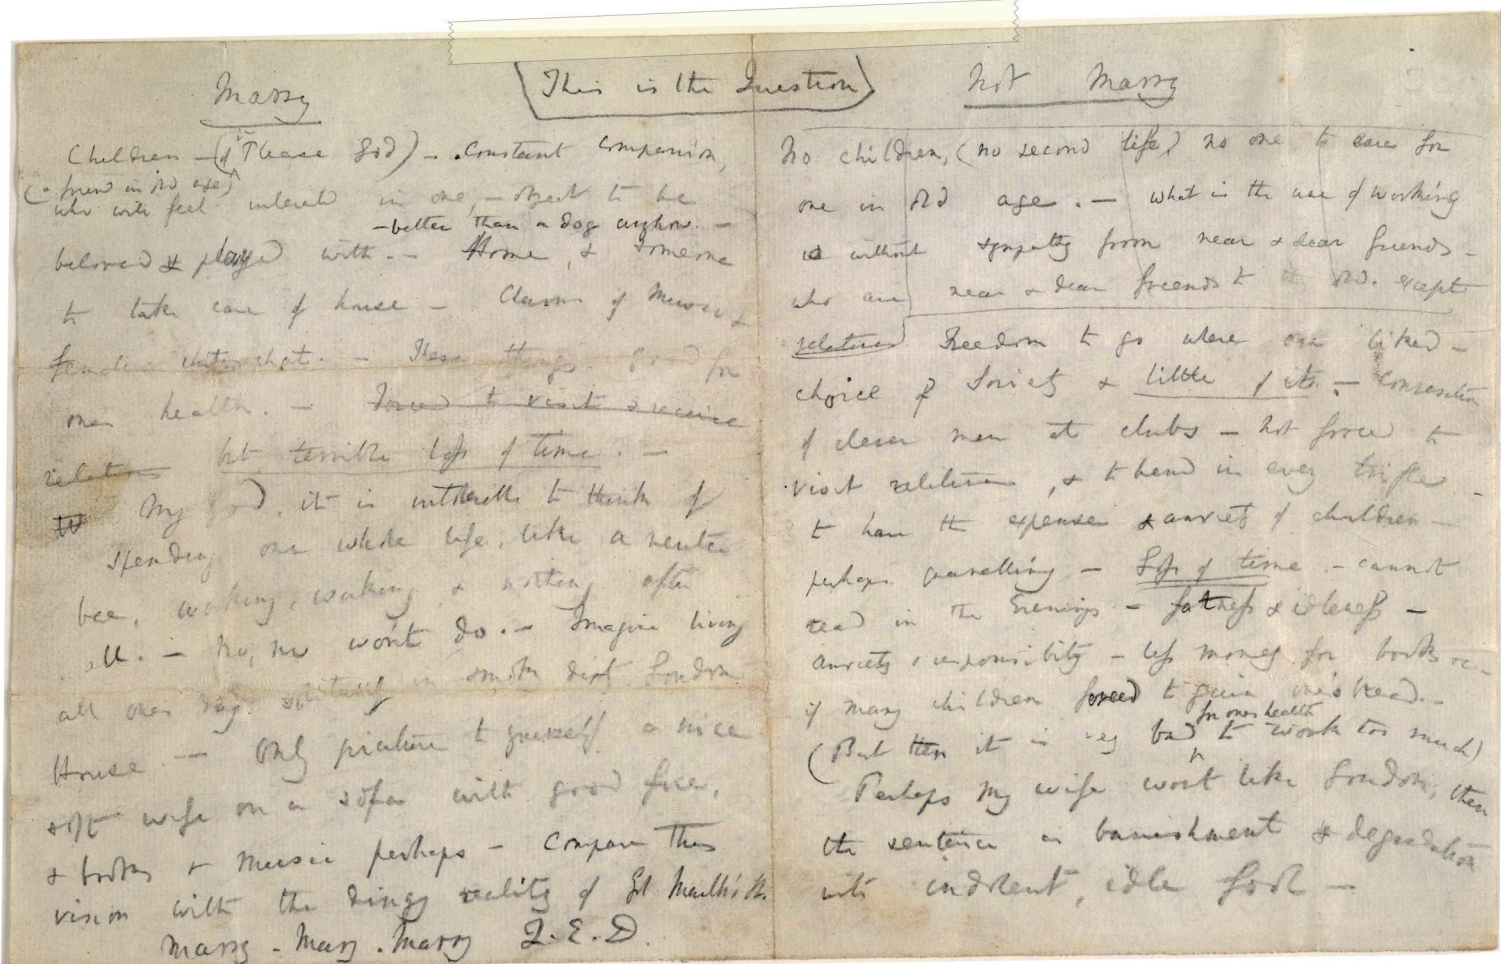 This is the Question
Marry
Children — (if it Please God) — Constant companion,
(& friend in old age)
who will feel interested in one, — object to be
— better than a dog anyhow. —
beloved & played with. — Home, & someone
to take care of house — Charms of music &
female chit-chat. — These things good for
one's health. — Forced to visit & receive
relations but terrible loss of time. —
W My God, it is intolerable to think of
spending one's whole life, like a neuter
bee, working, working, & nothing after
all. — No, no won't do. — Imagine living
all one's day solitarily in smoky dirty London
House. — Only picture to yourself a nice
soft wife on a sofa with good fire,
& books & music perhaps — Compare this
vision with the dingy reality of Grt. Marlbro' St.
Marry — Mary — Marry Q.E.D.
Not Marry
No children, (no second life), no one to care for
one in old age. — What is the use of working
without sympathy from near & dear friends —
who are near & dear friends to the old, except
relatives Freedom to go where one liked —
choice of Society & little of it. — Conversation
of clever men at clubs — Not forced to
visit relatives, & to bend in every trifle —
to have the expense & anxiety of children —
perhaps quarelling — Loss of time. — cannot
read in the Evenings — fatness & idleness —
Anxiety & responsibility — less money for books &c —
if many children forced to gain one's bread. —
(But then it is very bad for ones health to work too much)
Perhaps my wife won't like London; then
the sentence is banishment & degradation
into indolent, idle fool —